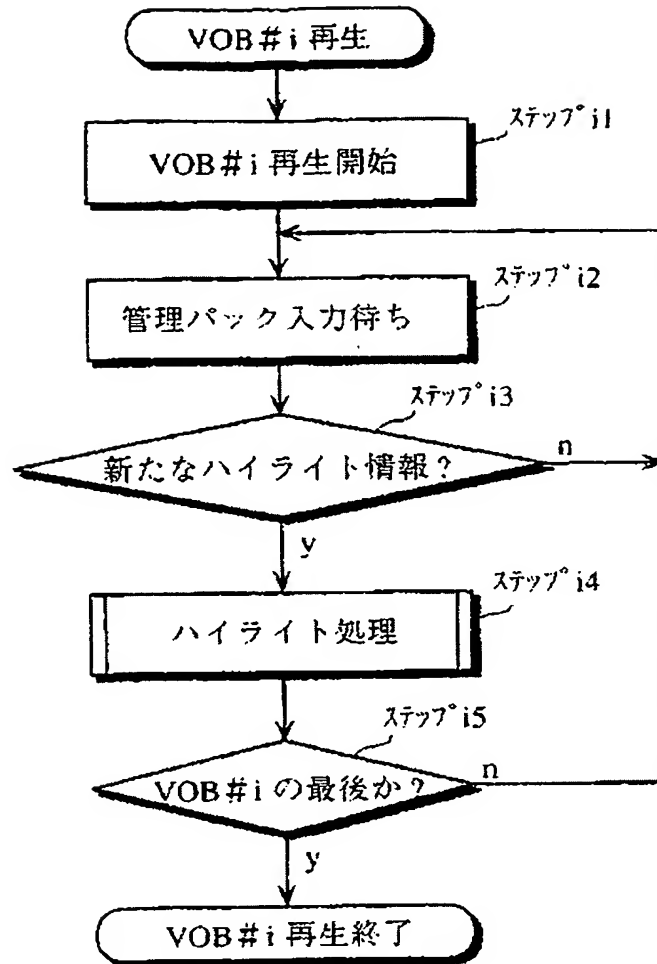 VOB#i 再生
ステップi1
VOB#i 再生開始
ステップi2
管理パック入力待ち
ステップi3
新たなハイライト情報?
n
y
ステップi4
ハイライト処理
ステップi5
VOB#iの最後か?
n
y
VOB#i 再生終了